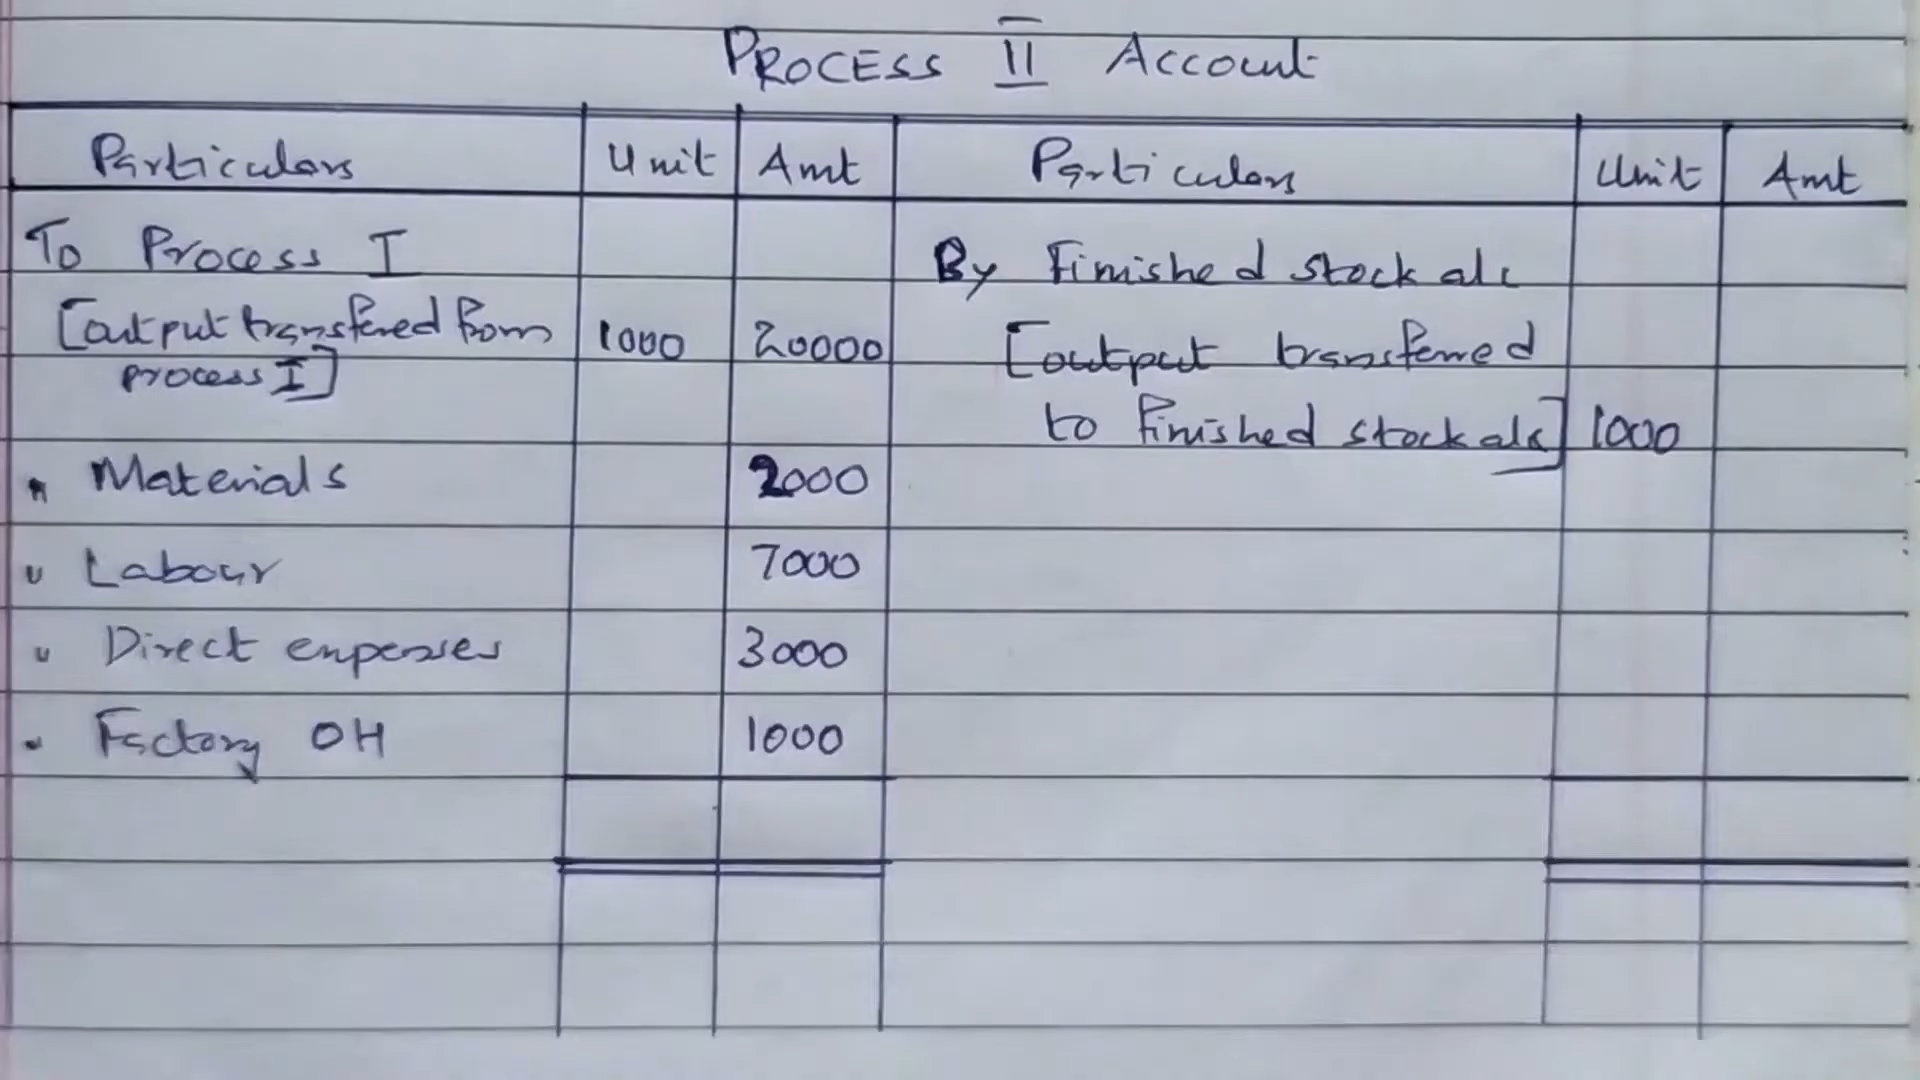 PROCESS II Account
Particulars Unit Amt Particulars Unit Amt
To Process I
[output transfered from 1000 20000
process I]
By Finished stock a/c
[output transferred
to finished stock a/c] 1000
" Materials 2000
" Labour 7000
" Direct expenses 3000
" Factory OH 1000